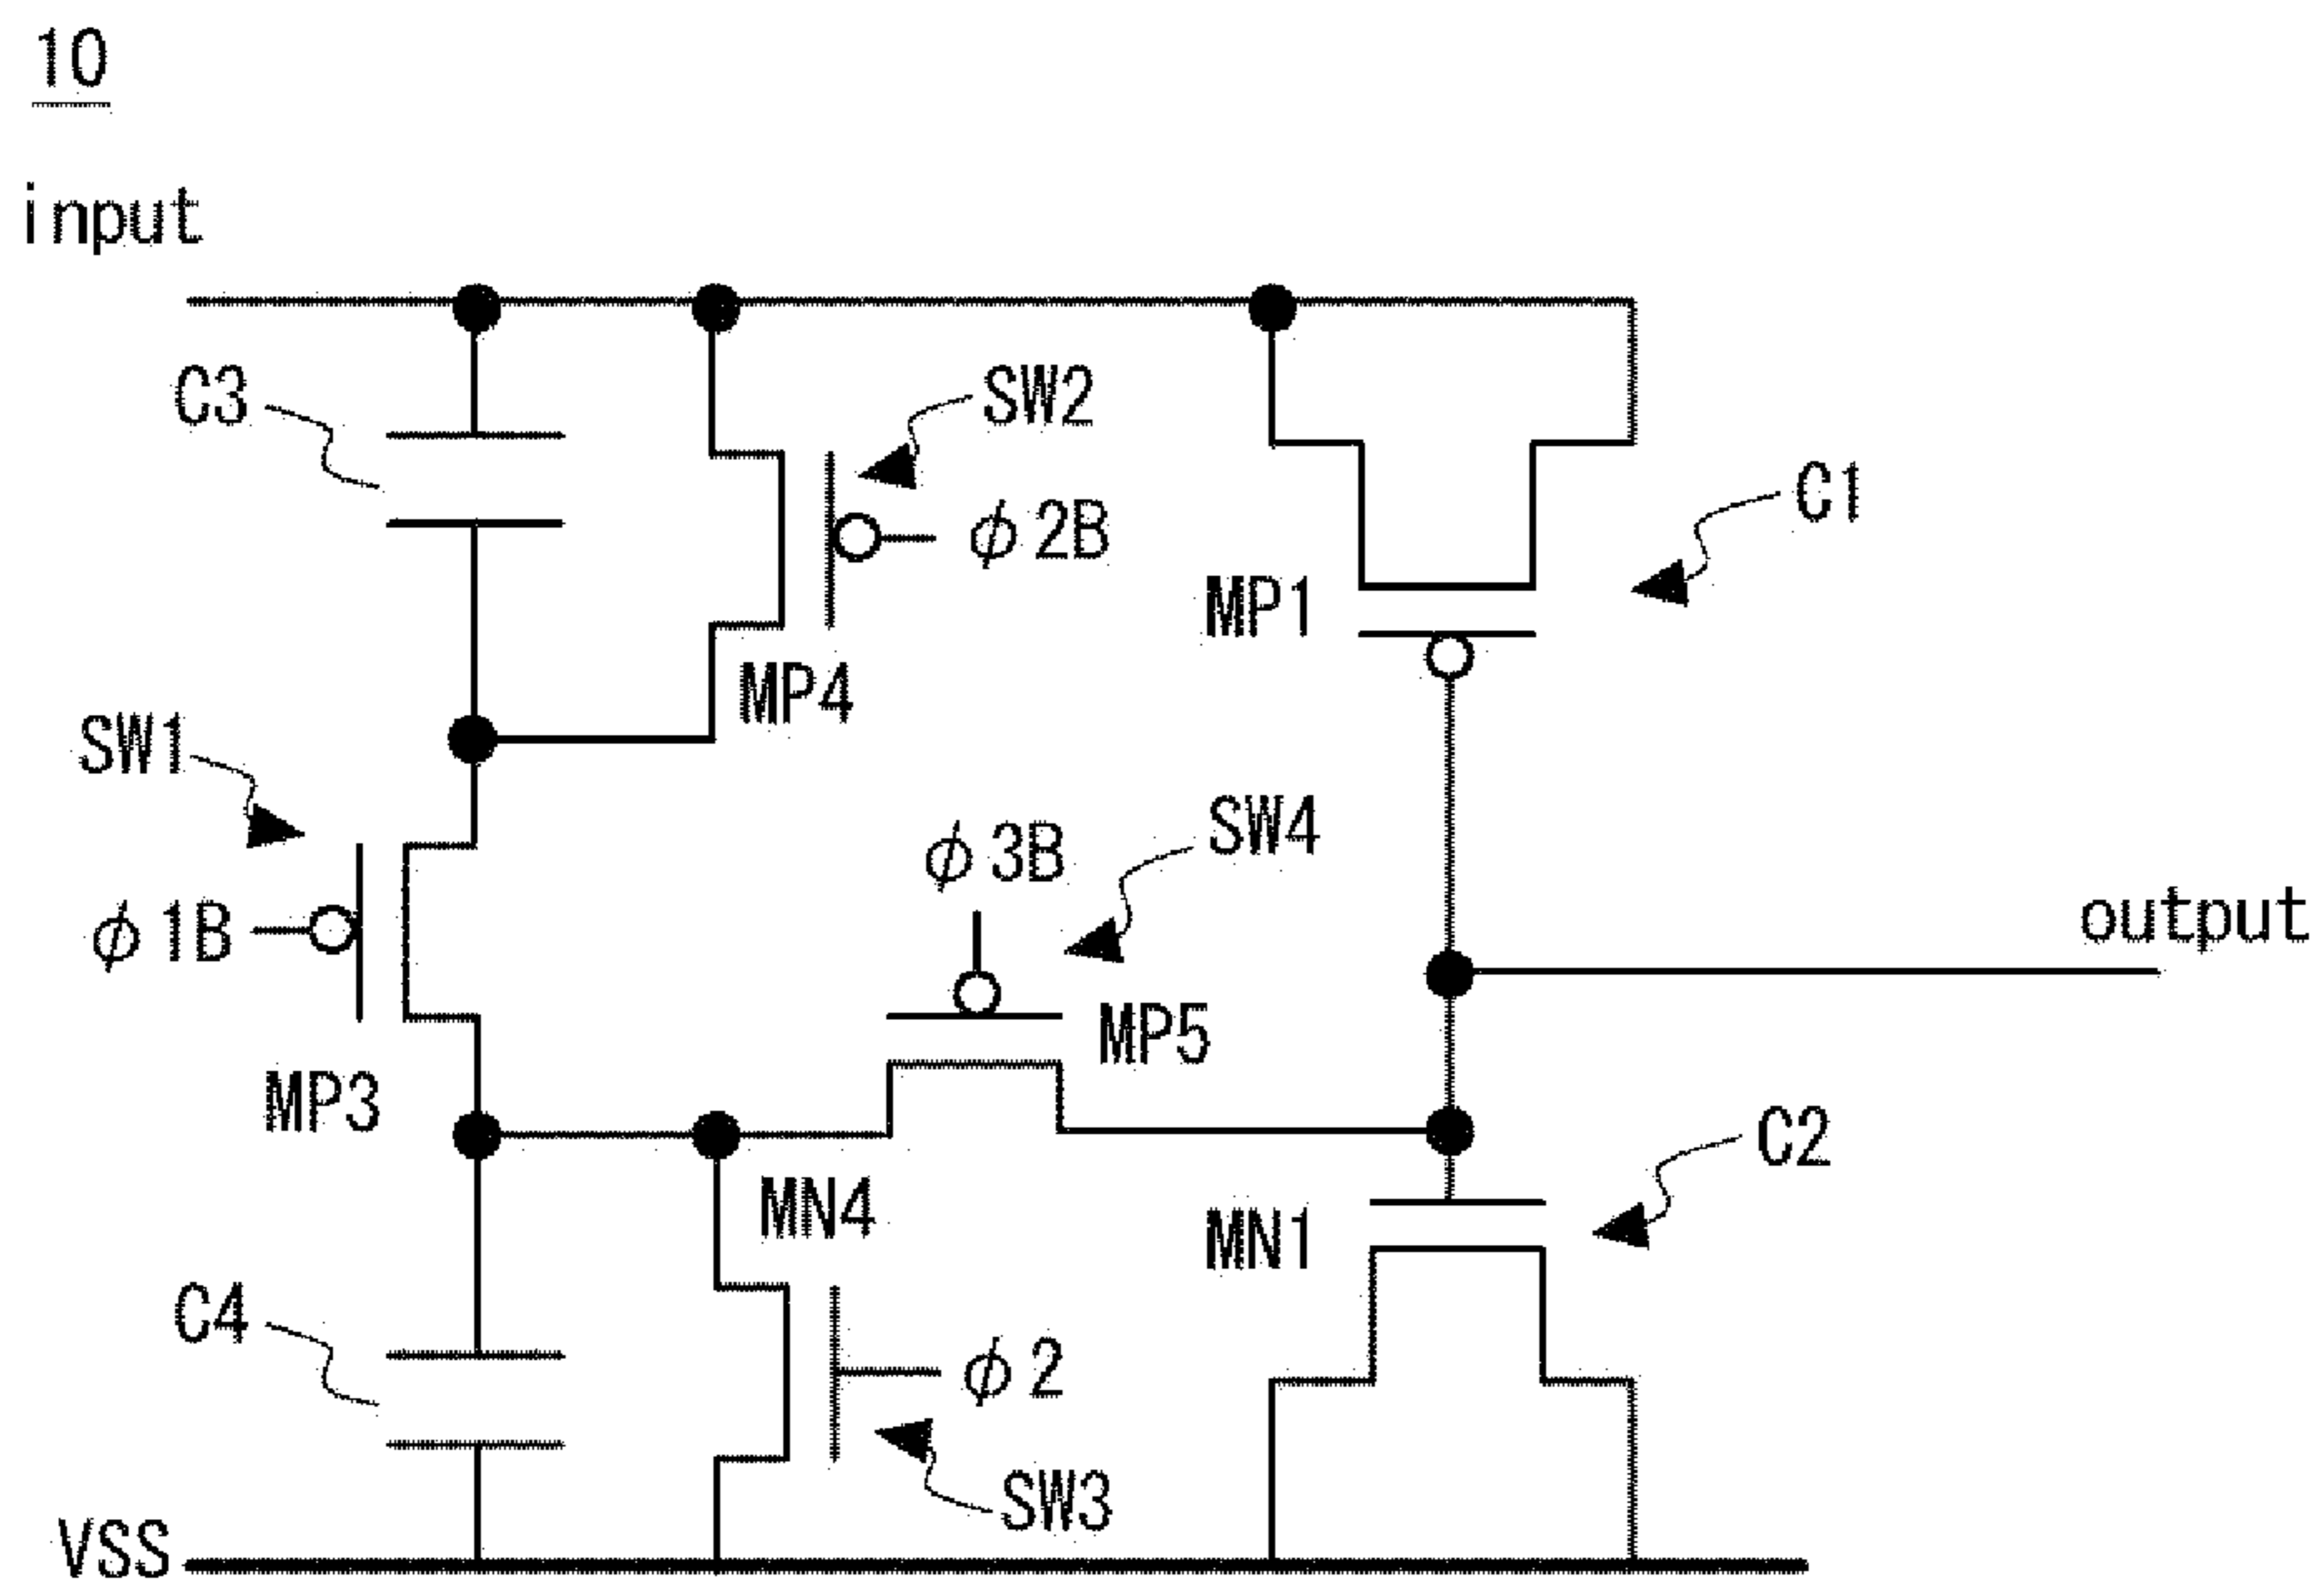 10
input
C3
SW2
C1
φ2B
MP1
MP4
SW1
SW4
φ3B
φ1B
output
MP5
MP3
C2
MN4
MN1
C4
φ2
SW3
VSS